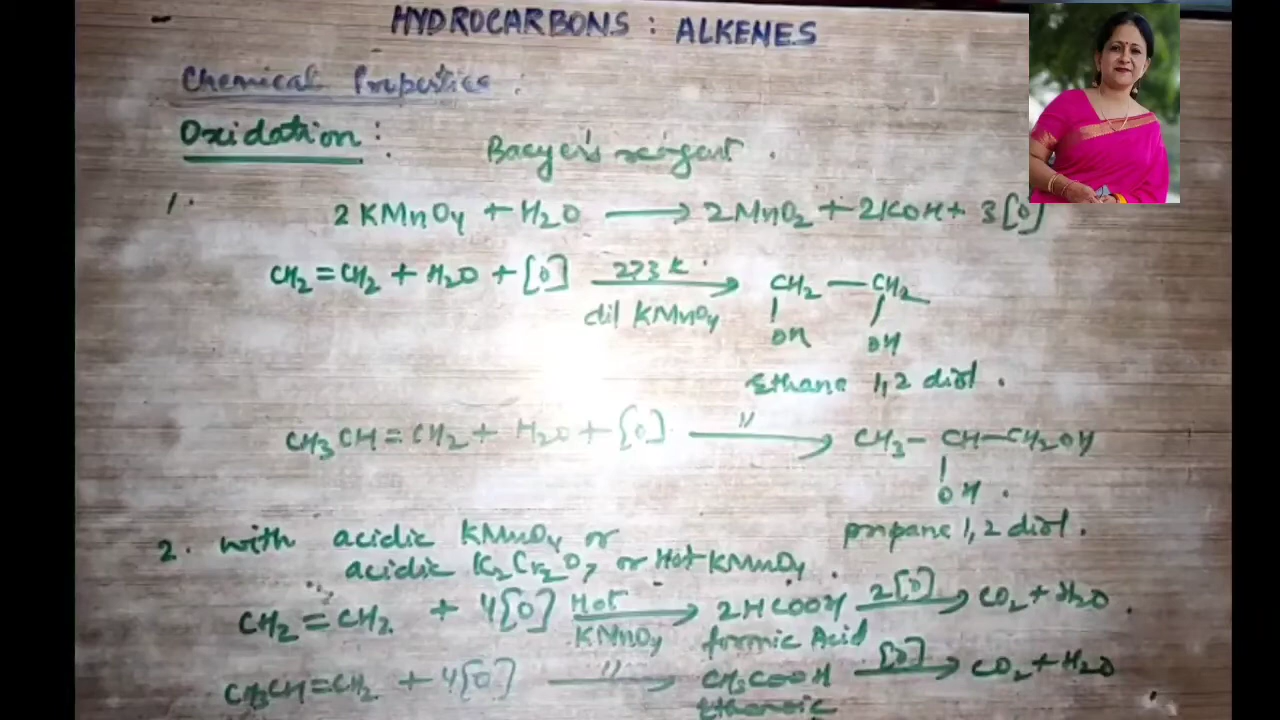 HYDROCARBONS : ALKENES
Chemical Properties :
Oxidation :
Baeyer's reagent .
1. 2 KMnO4 + H2O ⟶ 2MnO2 + 2KOH + 3[O]
CH2 = CH2 + H2O + [O] 273 K ⟶ dil KMnO4 CH2 — CH2
OH OH
Ethane 1,2 diol .
CH3 CH = CH2 + H2O + [O] " ⟶ CH3 - CH - CH2OH
OH .
propane 1,2 diol .
2. with acidic KMnO4 or
acidic K2Cr2O7 or Hot KMnO4
CH2 = CH2 + 4[O] Hot ⟶ KMnO4 2HCOOH 2[O] ⟶ CO2 + H2O .
formic Acid
CH3CH=CH2 + 4[O] " ⟶ CH3COOH [O] ⟶ CO2 + H2O
Ethanoic